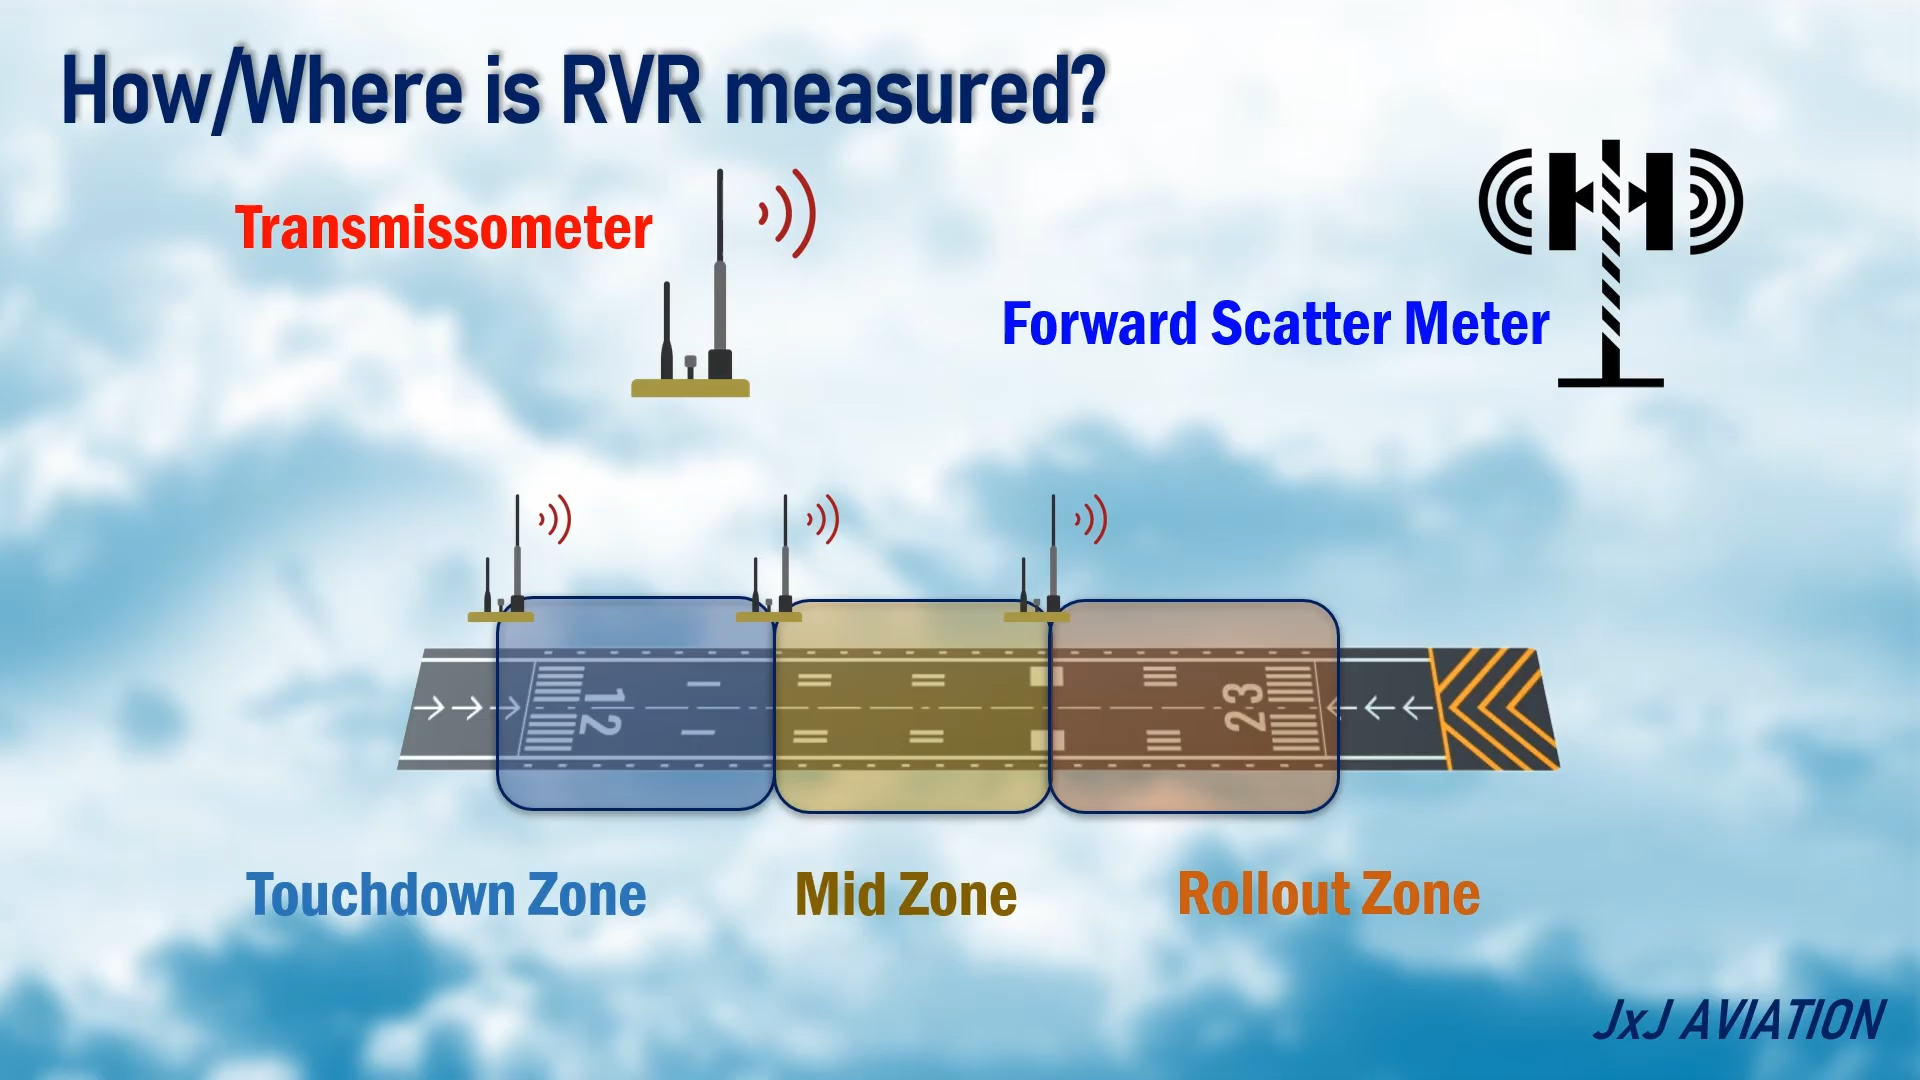 How/Where is RVR measured?
Transmissometer
Forward Scatter Meter
12
23
Touchdown Zone
Mid Zone
Rollout Zone
JxJ AVIATION